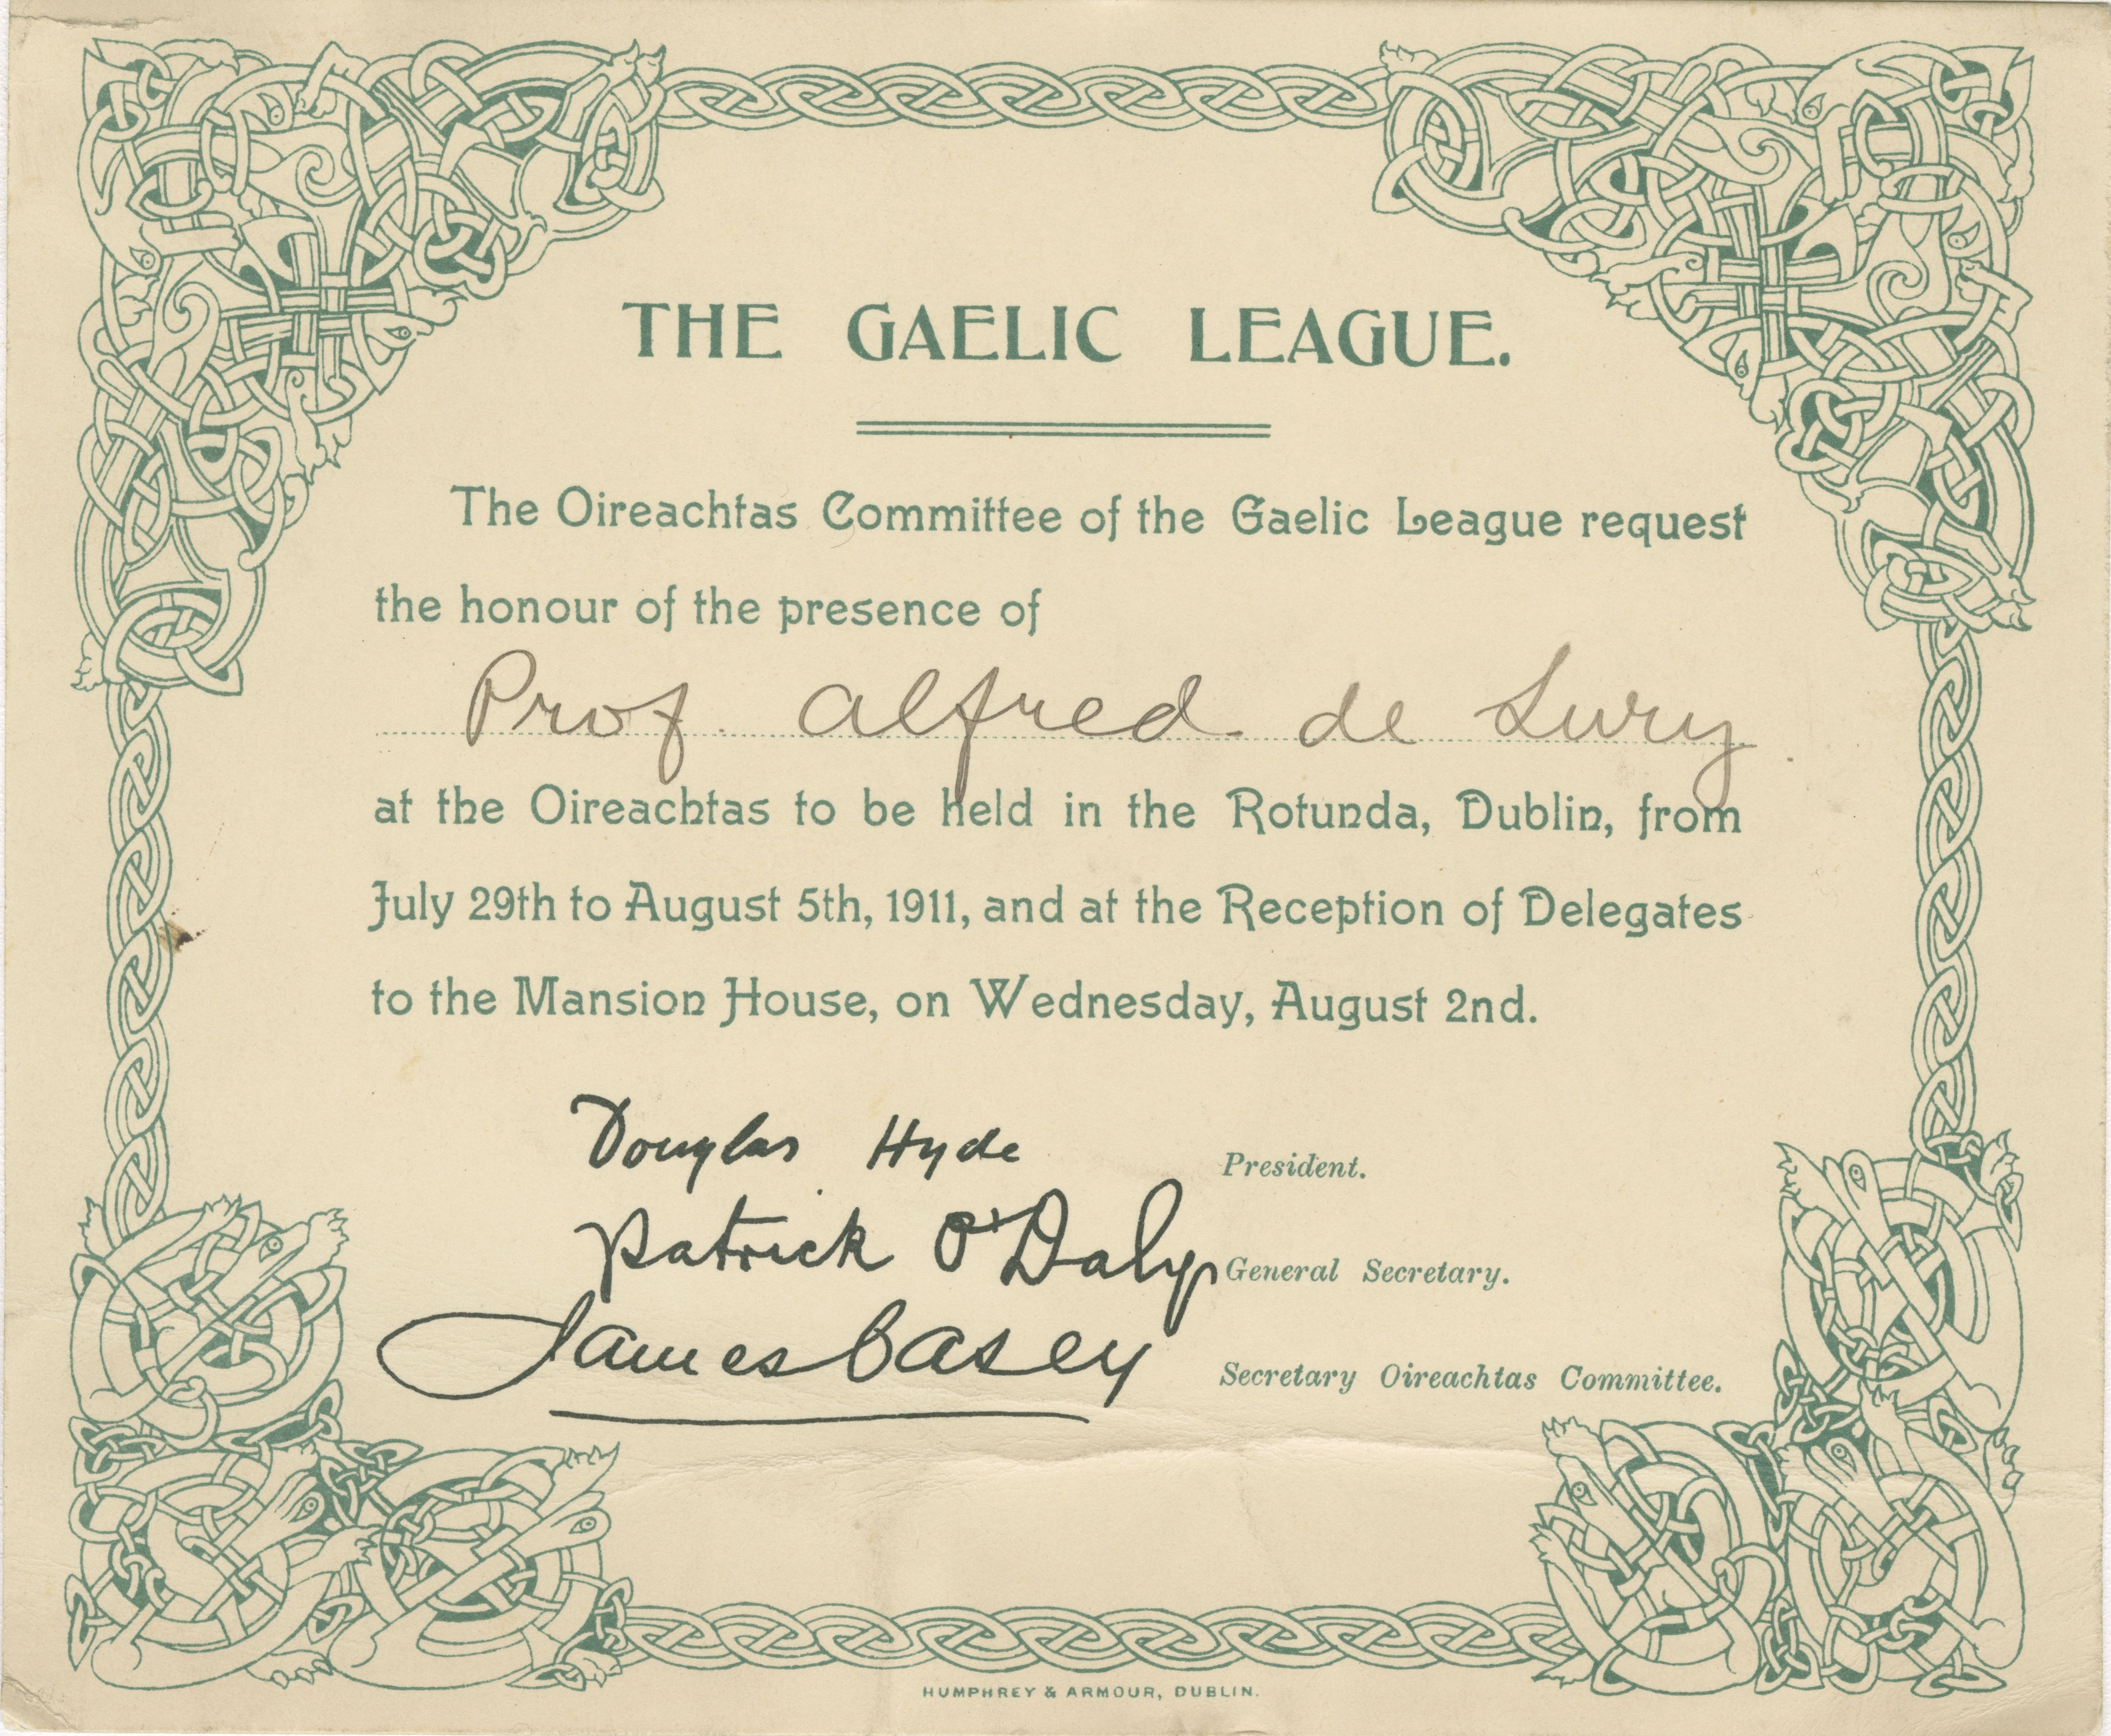 THE GAELIC LEAGUE.
The Oireachtas Committee of the Gaelic League request
the honour of the presence of
Prof. Alfred de Lury
at the Oireachtas to be held in the Rotunda, Dublin, from
July 29th to August 5th, 1911, and at the Reception of Delegates
to the Mansion House, on Wednesday, August 2nd.
Douglas Hyde President.
Patrick O'Daly General Secretary.
James Casey Secretary Oireachtas Committee.
HUMPHREY & ARMOUR, DUBLIN.